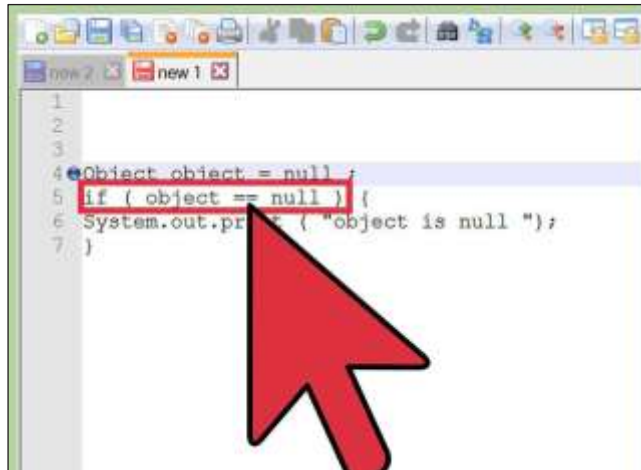 new 2 new 1
1
2
3
4 Object object = null ;
5 if ( object == null ) {
6 System.out.print ( "object is null ");
7 }